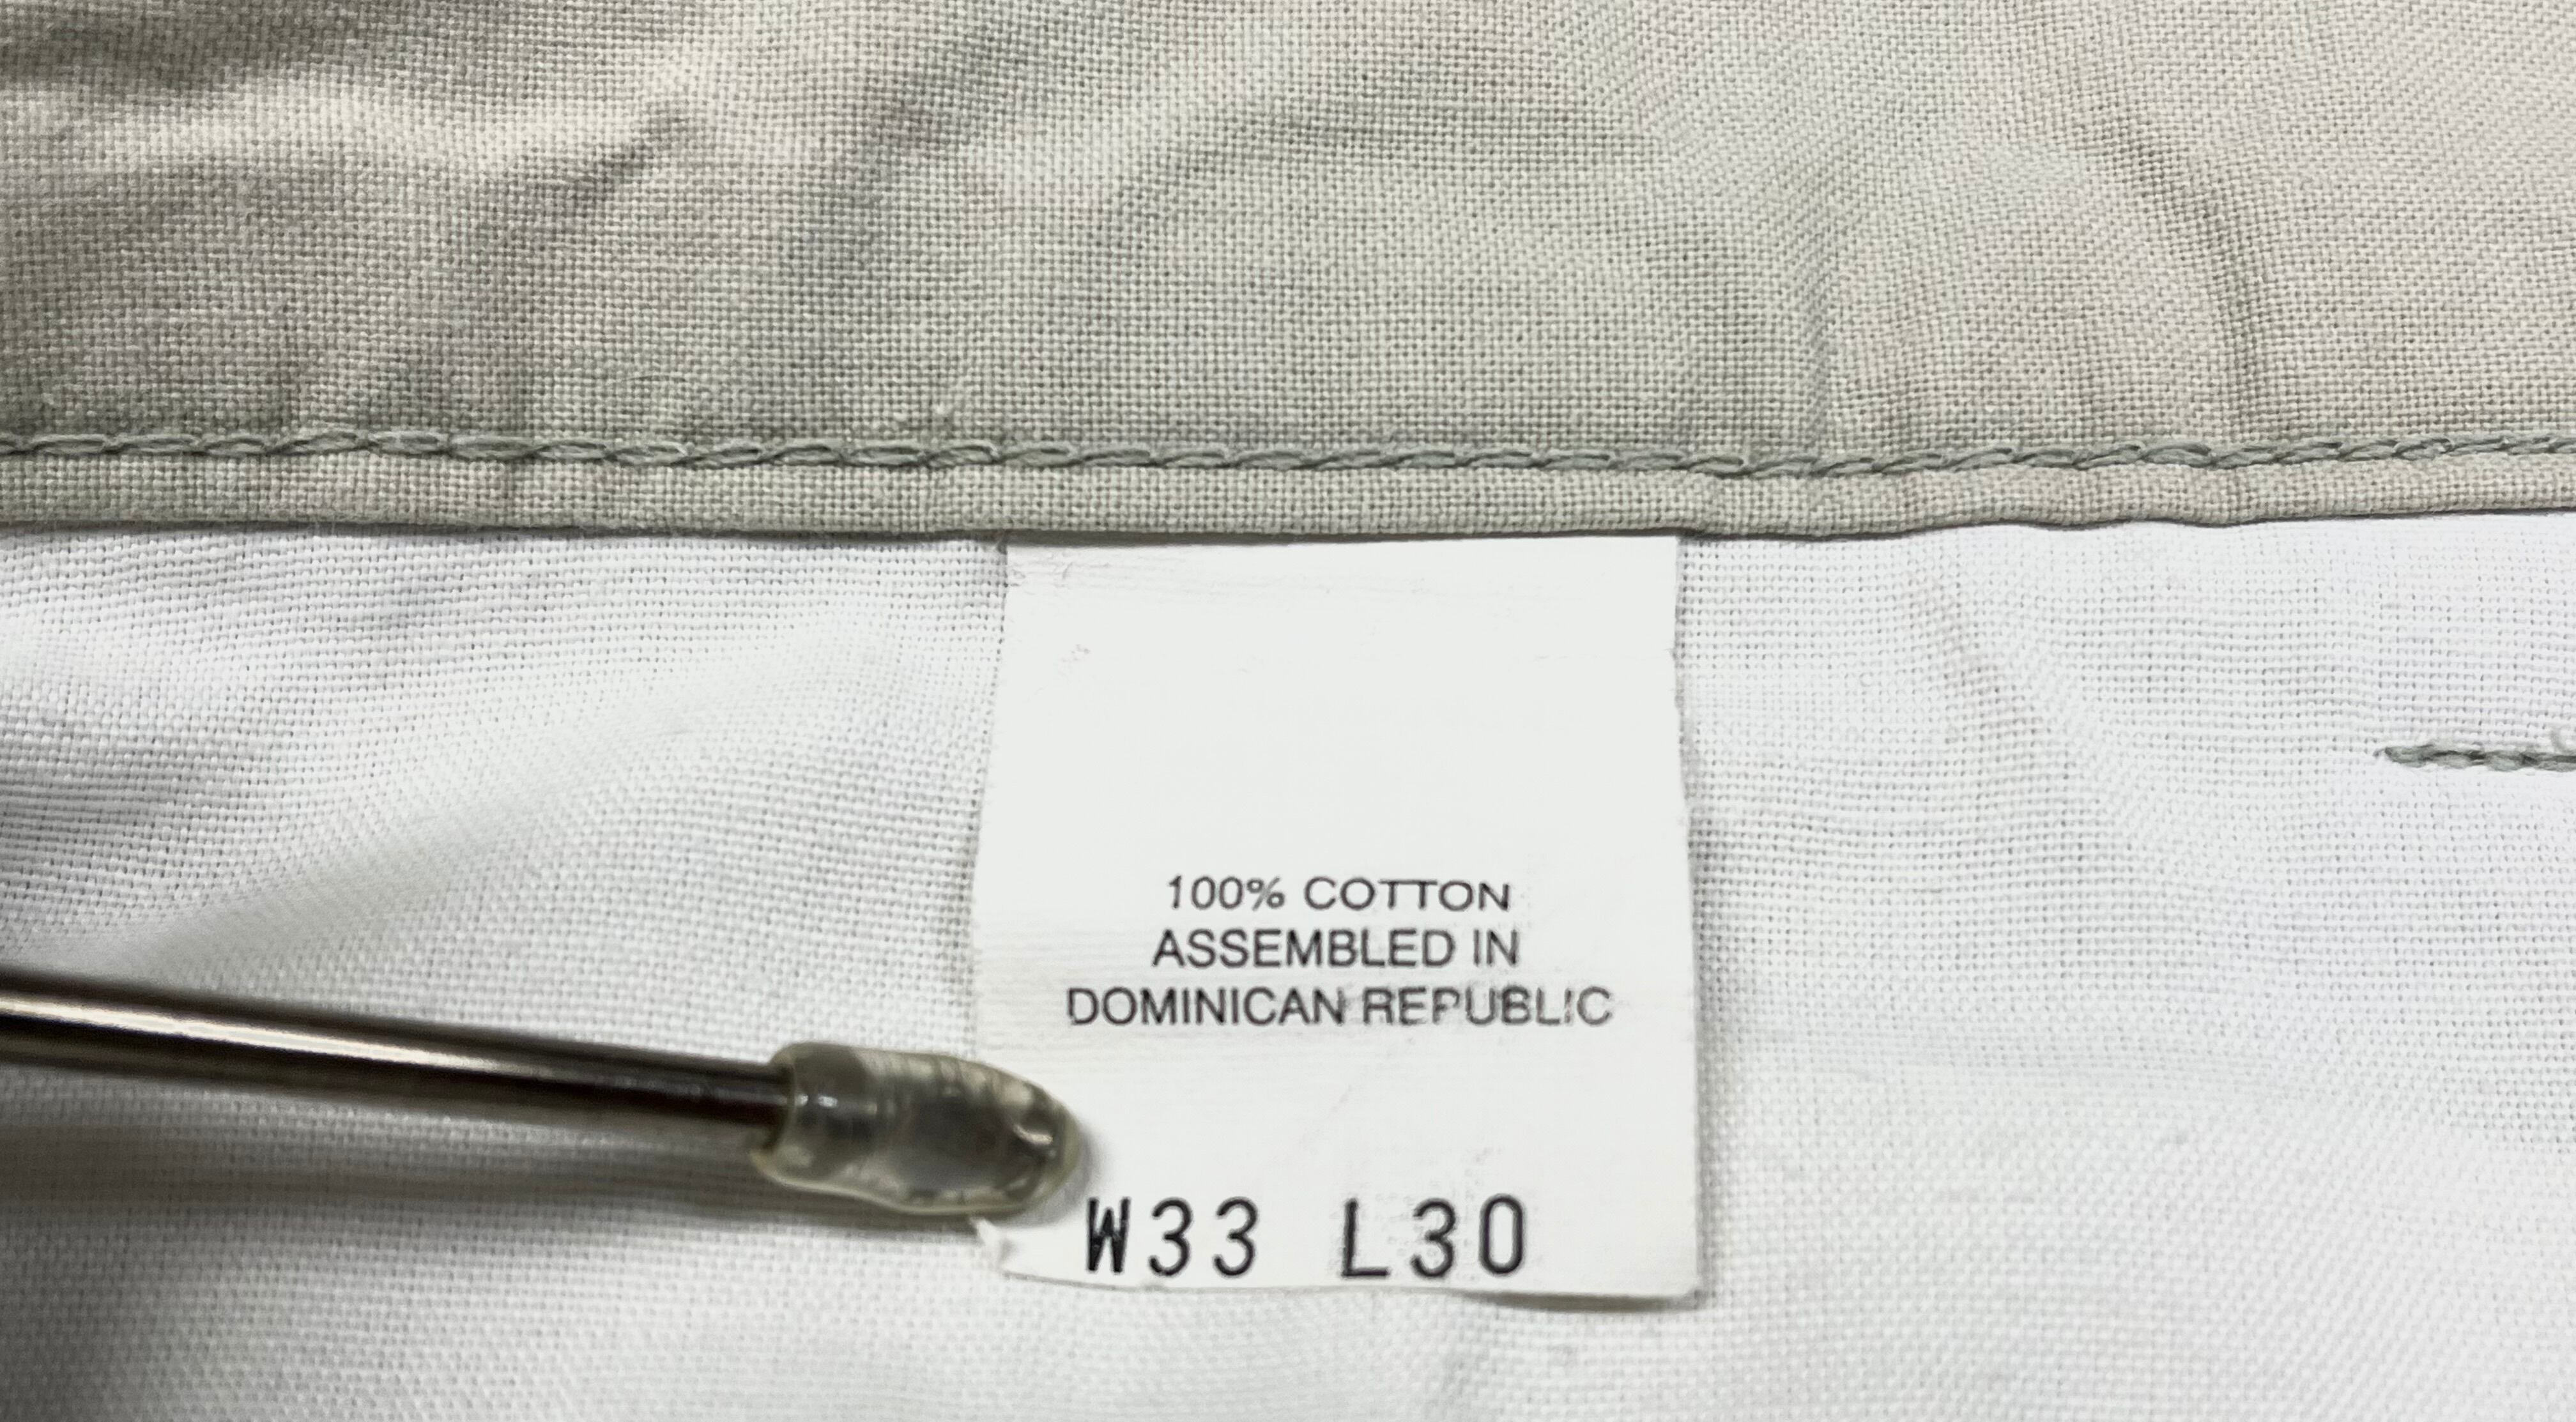 100% COTTON
ASSEMBLED IN
DOMINICAN REPUBLIC
W33 L30